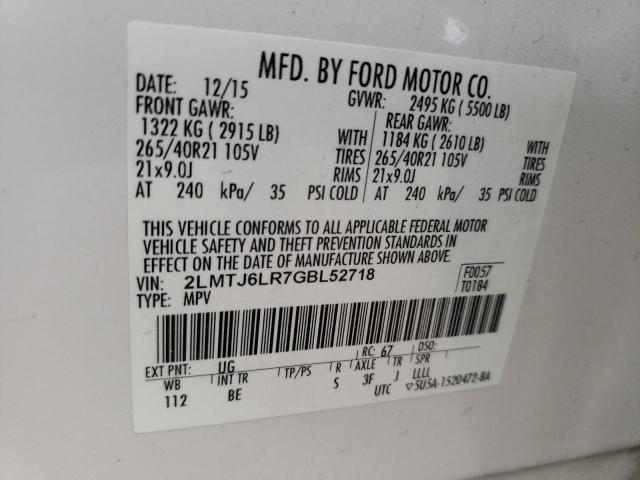 MFD. BY FORD MOTOR CO.
DATE: 12/15 GVWR: 2495 KG ( 5500 LB)
FRONT GAWR: REAR GAWR:
1322 KG ( 2915 LB) WITH 1184 KG ( 2610 LB) WITH
265/40R21 105V TIRES 265/40R21 105V TIRES
21x9.0J RIMS 21x9.0J RIMS
AT 240 kPa/ 35 PSI COLD AT 240 kPa/ 35 PSI COLD
THIS VEHICLE CONFORMS TO ALL APPLICABLE FEDERAL MOTOR
VEHICLE SAFETY AND THEFT PREVENTION STANDARDS IN
EFFECT ON THE DATE OF MANUFACTURE SHOWN ABOVE.
VIN: 2LMTJ6LR7GBL52718 F0057
TYPE: MPV T0184
EXT PNT: UG RC: 67 DSO:
WB INT TR TP/PS R AXLE TR SPR
112 BE S 3F J LLLL
UTC ▽5U5A-1520472-BA